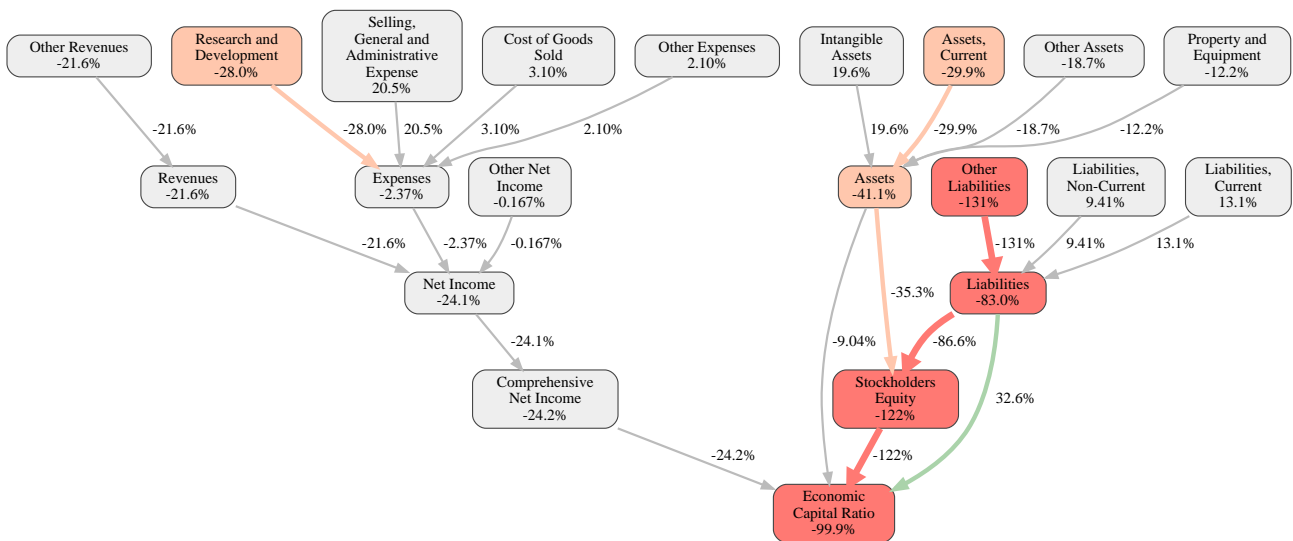 Other Revenues
-21.6%
Research and
Development
-28.0%
Selling,
General and
Administrative
Expense
20.5%
Cost of Goods
Sold
3.10%
Other Expenses
2.10%
Intangible
Assets
19.6%
Assets,
Current
-29.9%
Other Assets
-18.7%
Property and
Equipment
-12.2%
-21.6%
-28.0%
20.5%
3.10%
2.10%
19.6%
-29.9%
-18.7%
-12.2%
Revenues
-21.6%
Expenses
-2.37%
Other Net
Income
-0.167%
Assets
-41.1%
Other
Liabilities
-131%
Liabilities,
Non-Current
9.41%
Liabilities,
Current
13.1%
-21.6%
-2.37%
-0.167%
-131%
9.41%
13.1%
Net Income
-24.1%
Liabilities
-83.0%
-35.3%
-24.1%
-9.04%
-86.6%
Comprehensive
Net Income
-24.2%
Stockholders
Equity
-122%
32.6%
-24.2%
-122%
Economic
Capital Ratio
-99.9%